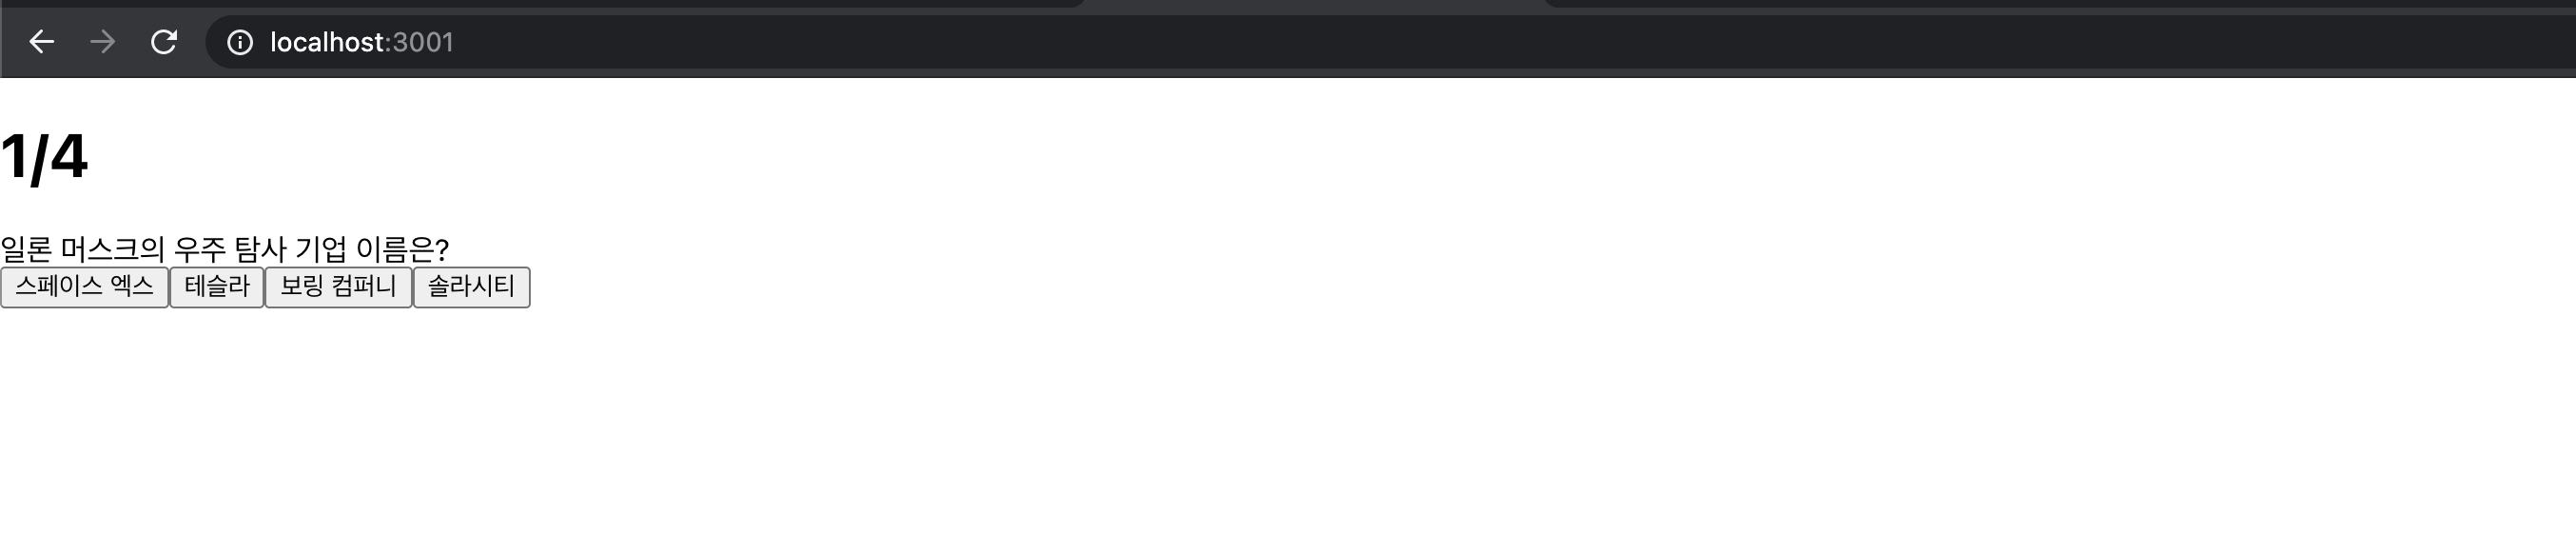 localhost:3001
1/4
일론 머스크의 우주 탐사 기업 이름은?
스페이스 엑스 테슬라 보링 컴퍼니 솔라시티